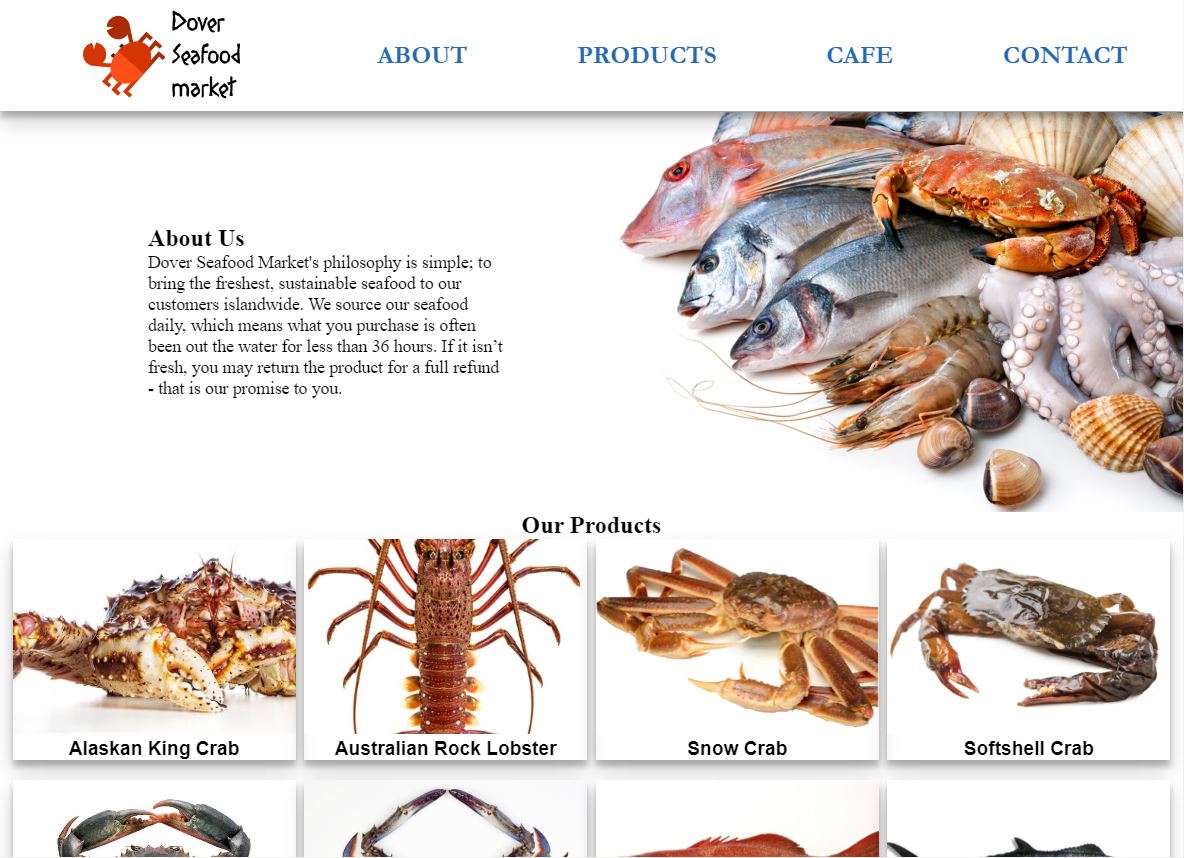 Dover
Seafood
market
ABOUT
PRODUCTS
CAFE
CONTACT
About Us
Dover Seafood Market's philosophy is simple; to
bring the freshest, sustainable seafood to our
customers islandwide. We source our seafood
daily, which means what you purchase is often
been out the water for less than 36 hours. If it isn’t
fresh, you may return the product for a full refund
- that is our promise to you.
Our Products
Alaskan King Crab
Australian Rock Lobster
Snow Crab
Softshell Crab